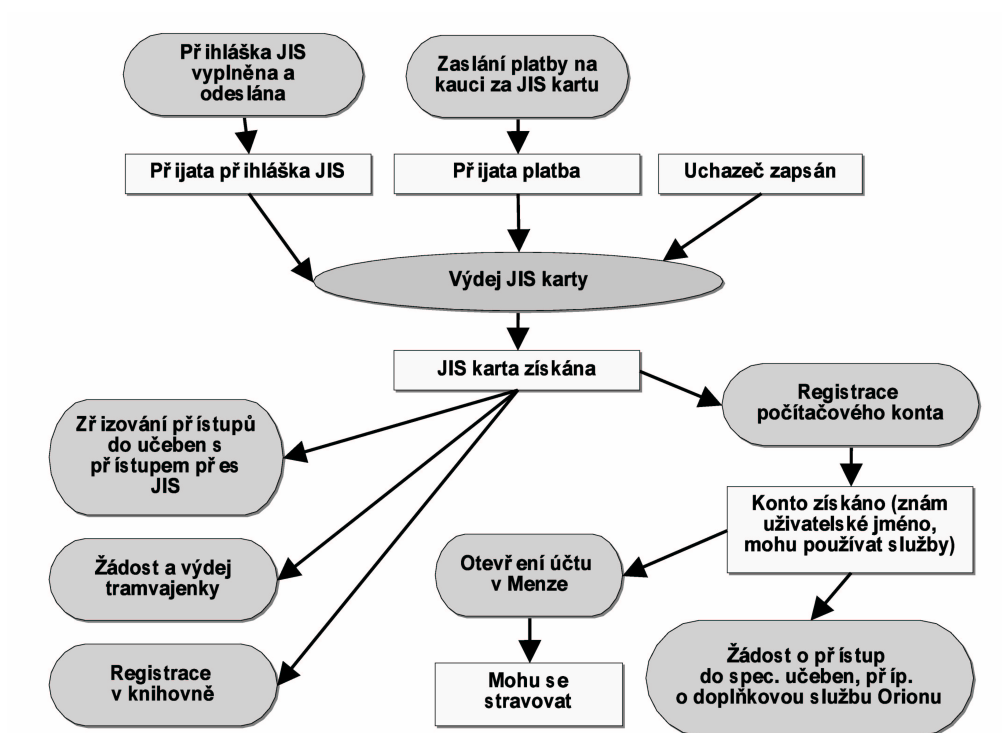 Přihláška JIS
vyplněna a
odeslána
Zaslání platby na
kauci za JIS kartu
Přijata přihláška JIS
Přijata platba
Uchazeč zapsán
Výdej JIS karty
JIS karta získána
Registrace
počítačového konta
Zřizování přístupů
do učeben s
přístupem přes
JIS
Konto získáno (znám
uživatelské jméno,
mohu používat služby)
Otevření účtu
v Menze
Žádost a výdej
tramvajenky
Registrace
v knihovně
Mohu se
stravovat
Žádost o přístup
do spec. učeben, příp.
o doplňkovou službu Orionu